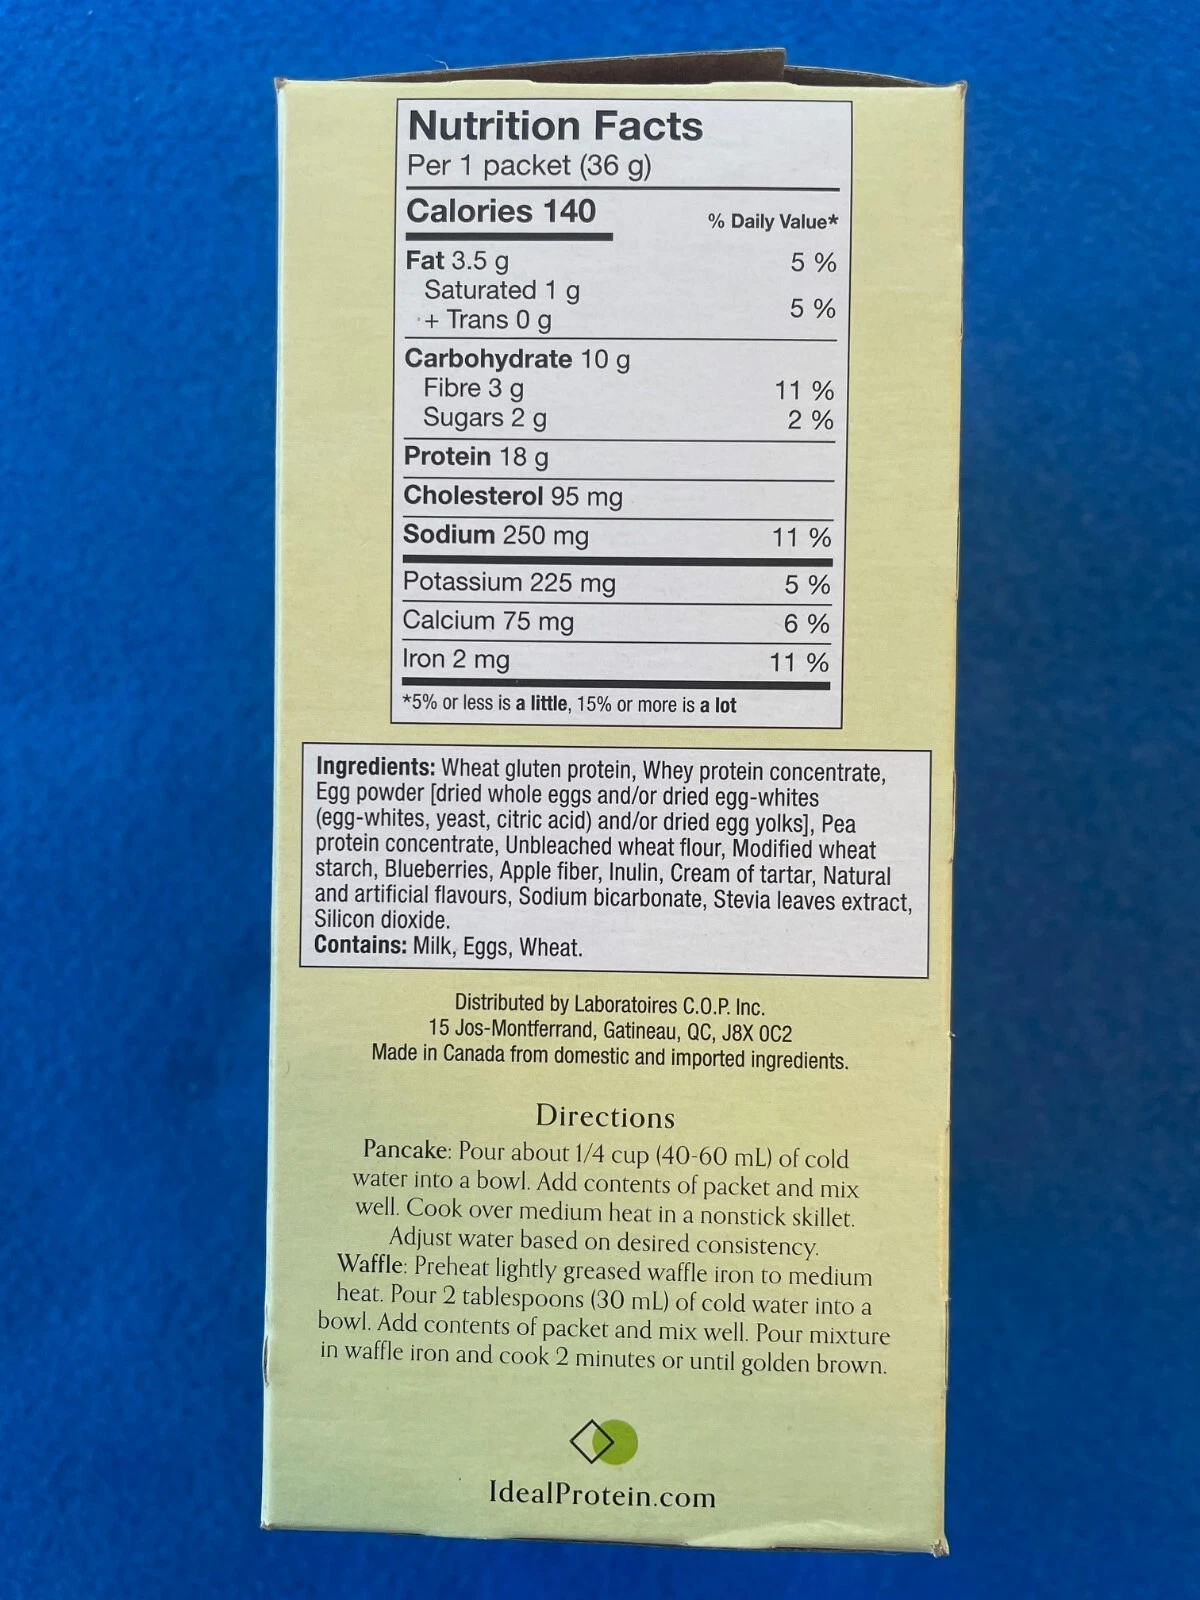 Nutrition Facts
Per 1 packet (36 g)
Calories 140
% Daily Value*
Fat 3.5 g 5 %
Saturated 1 g
+ Trans 0 g 5 %
Carbohydrate 10 g
Fibre 3 g 11 %
Sugars 2 g 2 %
Protein 18 g
Cholesterol 95 mg
Sodium 250 mg 11 %
Potassium 225 mg 5 %
Calcium 75 mg 6 %
Iron 2 mg 11 %
*5% or less is a little, 15% or more is a lot
Ingredients: Wheat gluten protein, Whey protein concentrate,
Egg powder [dried whole eggs and/or dried egg-whites
(egg-whites, yeast, citric acid) and/or dried egg yolks], Pea
protein concentrate, Unbleached wheat flour, Modified wheat
starch, Blueberries, Apple fiber, Inulin, Cream of tartar, Natural
and artificial flavours, Sodium bicarbonate, Stevia leaves extract,
Silicon dioxide.
Contains: Milk, Eggs, Wheat.
Distributed by Laboratoires C.O.P. Inc.
15 Jos-Montferrand, Gatineau, QC, J8X 0C2
Made in Canada from domestic and imported ingredients.
Directions
Pancake: Pour about 1/4 cup (40-60 mL) of cold
water into a bowl. Add contents of packet and mix
well. Cook over medium heat in a nonstick skillet.
Adjust water based on desired consistency.
Waffle: Preheat lightly greased waffle iron to medium
heat. Pour 2 tablespoons (30 mL) of cold water into a
bowl. Add contents of packet and mix well. Pour mixture
in waffle iron and cook 2 minutes or until golden brown.
IdealProtein.com